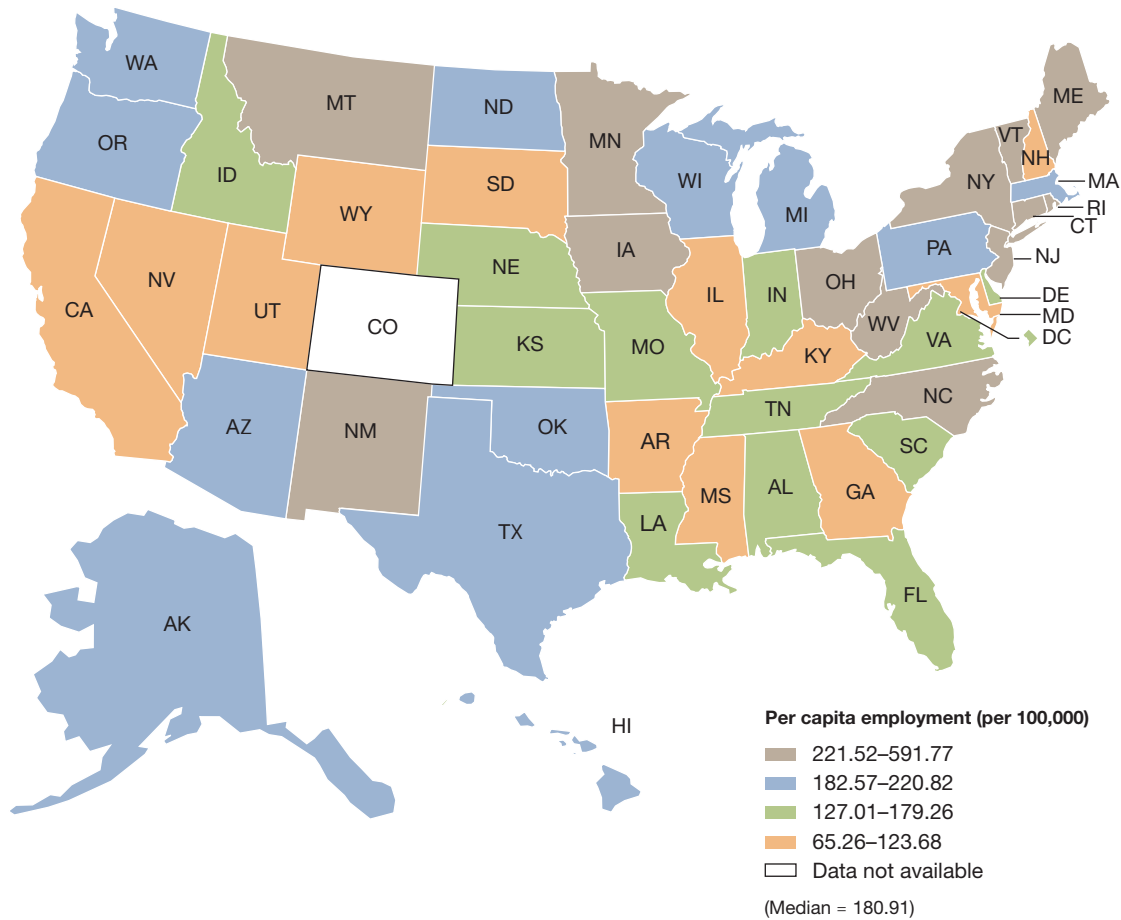 WA
MT
ND
MN
ME
VT
NH
OR
ID
SD
WI
MI
NY
MA
RI
CT
WY
IA
PA
NJ
NE
NV
UT
CA
CO
IL
IN
OH
DE
MD
DC
WV
VA
KS
MO
KY
NC
TN
AZ
NM
OK
AR
SC
MS
AL
GA
LA
TX
FL
AK
HI
Per capita employment (per 100,000)
221.52–591.77
182.57–220.82
127.01–179.26
65.26–123.68
Data not available
(Median = 180.91)